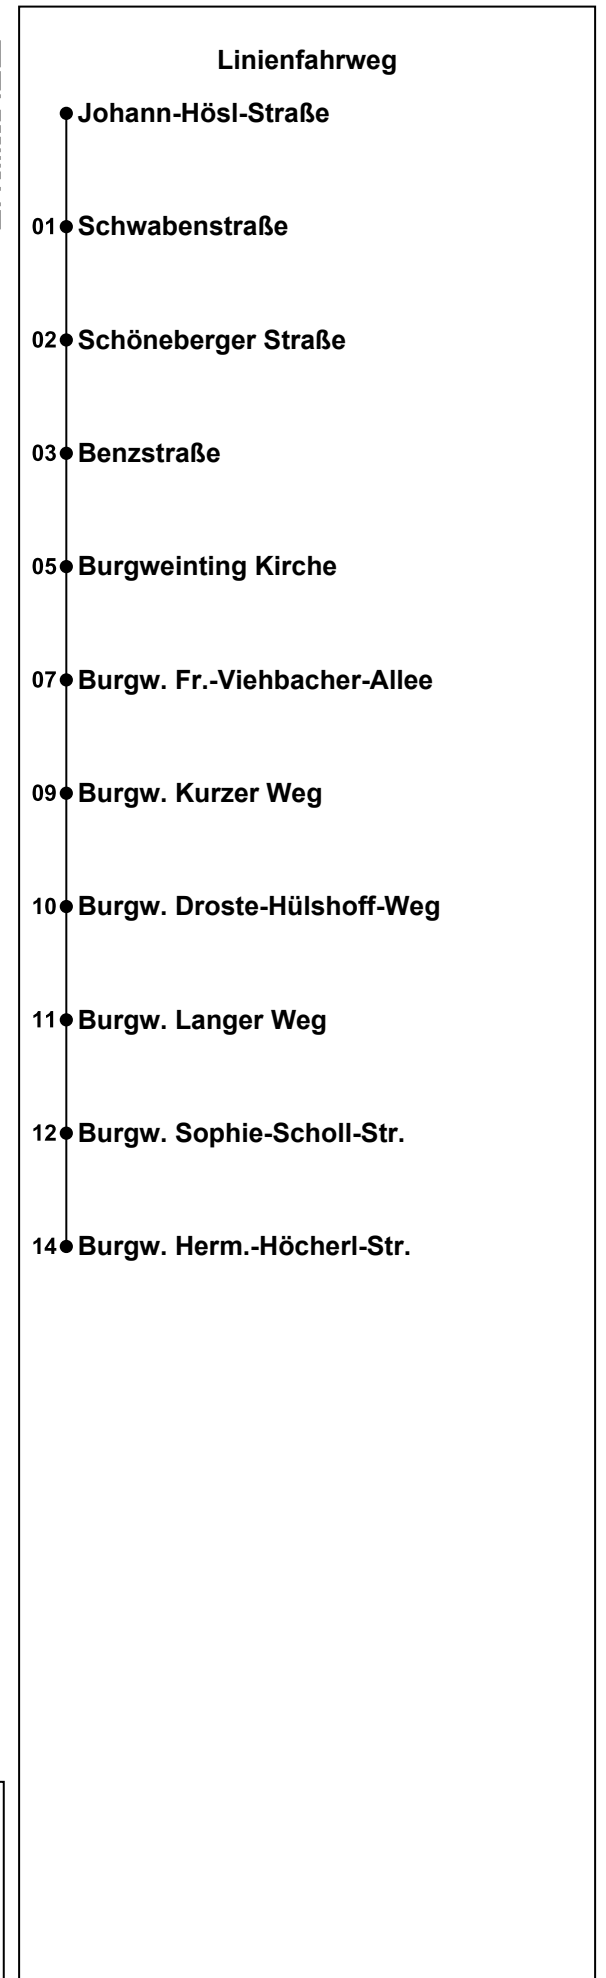 Linienfahrweg
Johann-Hösl-Straße
01 Schwabenstraße
02 Schöneberger Straße
03 Benzstraße
05 Burgweinting Kirche
07 Burgw. Fr.-Viehbacher-Allee
09 Burgw. Kurzer Weg
10 Burgw. Droste-Hülshoff-Weg
11 Burgw. Langer Weg
12 Burgw. Sophie-Scholl-Str.
14 Burgw. Herm.-Höcherl-Str.